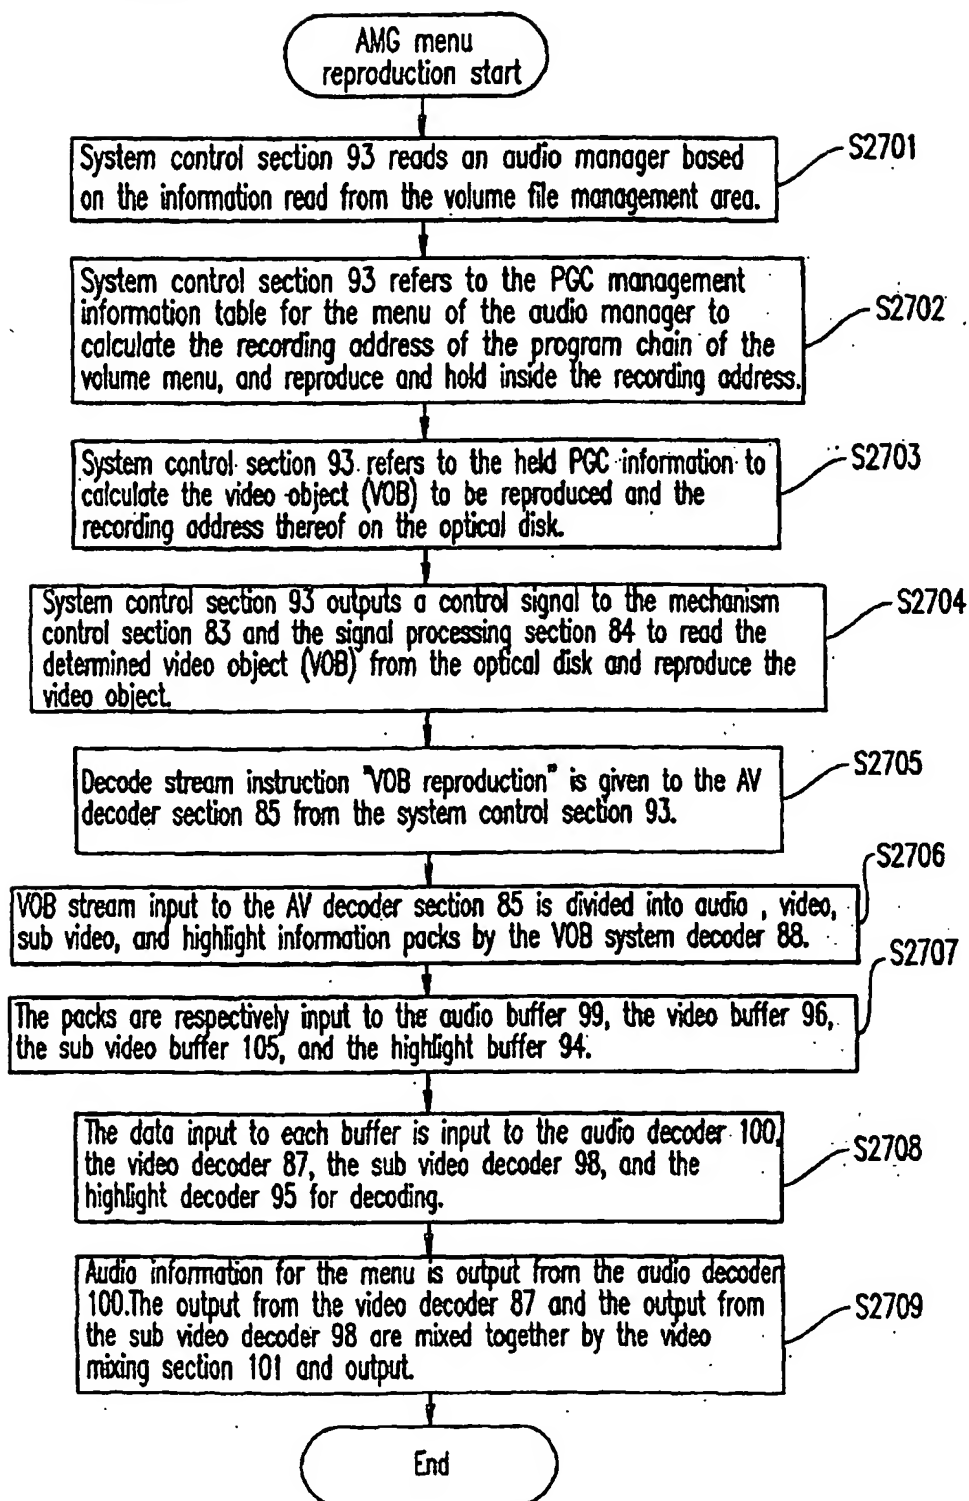 AMG menu
reproduction start
System control section 93 reads an audio manager based
on the information read from the volume file management area.
S2701
System control section 93 refers to the PGC management
information table for the menu of the audio manager to
calculate the recording address of the program chain of the
volume menu, and reproduce and hold inside the recording address.
S2702
System control section 93 refers to the held PGC information to
calculate the video object (VOB) to be reproduced and the
recording address thereof on the optical disk.
S2703
System control section 93 outputs a control signal to the mechanism
control section 83 and the signal processing section 84 to read the
determined video object (VOB) from the optical disk and reproduce the
video object.
S2704
Decode stream instruction "VOB reproduction" is given to the AV
decoder section 85 from the system control section 93.
S2705
VOB stream input to the AV decoder section 85 is divided into audio , video,
sub video, and highlight information packs by the VOB system decoder 88.
S2706
The packs are respectively input to the audio buffer 99, the video buffer 96,
the sub video buffer 105, and the highlight buffer 94.
S2707
The data input to each buffer is input to the audio decoder 100,
the video decoder 87, the sub video decoder 98, and the
highlight decoder 95 for decoding.
S2708
Audio information for the menu is output from the audio decoder
100.The output from the video decoder 87 and the output from
the sub video decoder 98 are mixed together by the video
mixing section 101 and output.
S2709
End